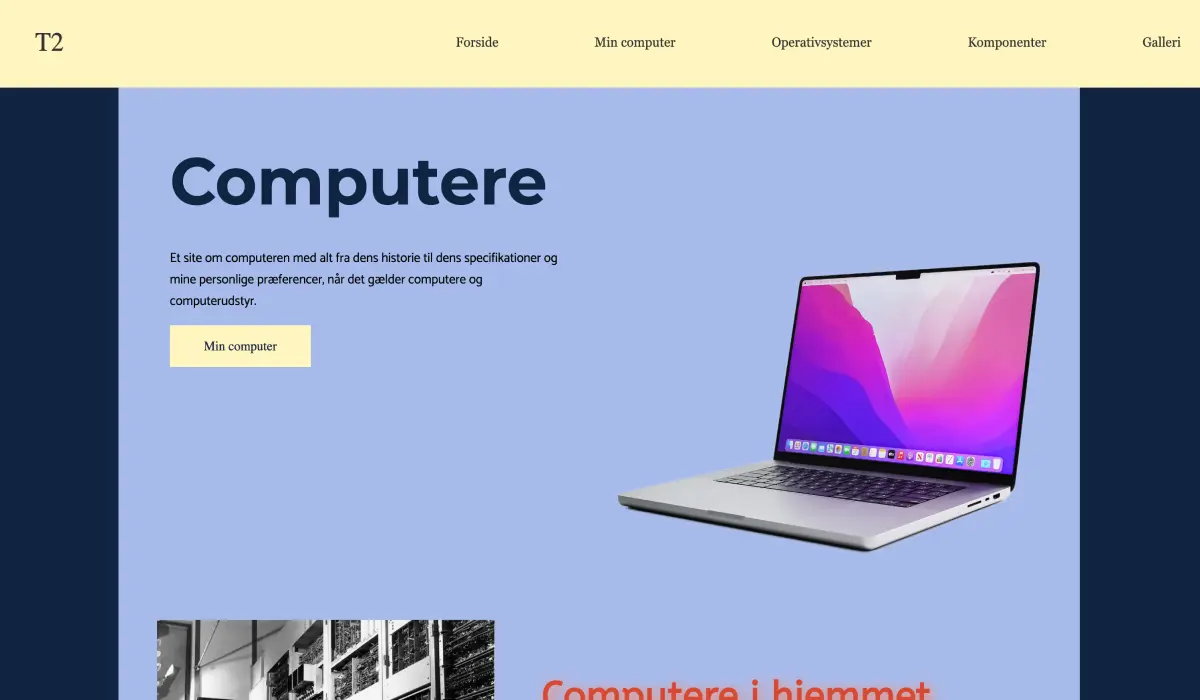 T2
Forside
Min computer
Operativsystemer
Komponenter
Galleri
Computere
Et site om computeren med alt fra dens historie til dens specifikationer og
mine personlige præferencer, når det gælder computere og
computerudstyr.
Min computer
Computere i hjemmet